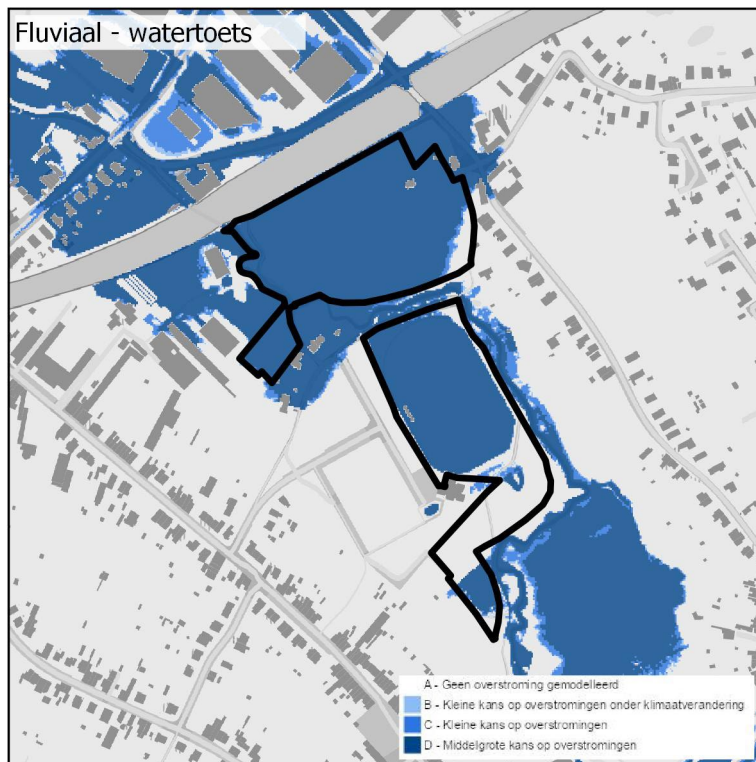 Fluviaal - watertoets
A - Geen overstroming gemodelleerd
B - Kleine kans op overstromingen onder klimaatverandering
C - Kleine kans op overstromingen
D - Middelgrote kans op overstromingen